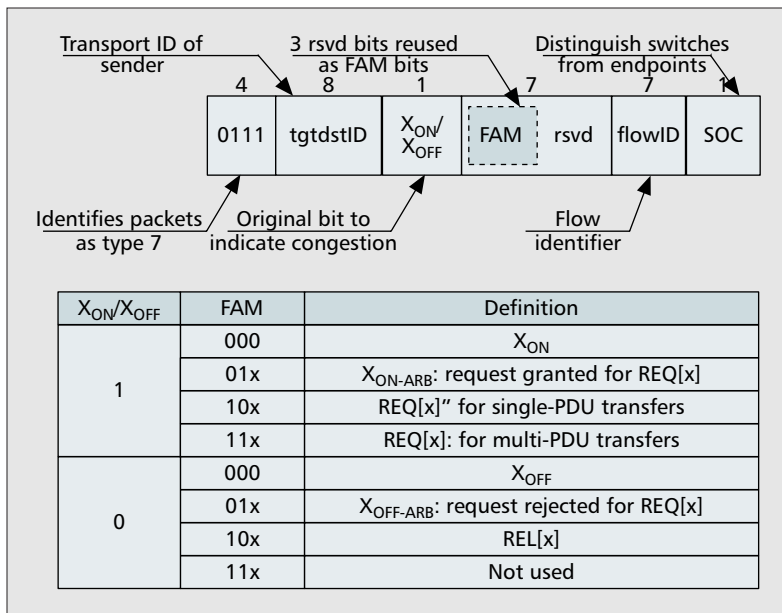 Transport ID of sender
3 rsvd bits reused as FAM bits
Distinguish switches from endpoints
4 8 1 7 7 1
0111 tgtdstID XON/XOFF FAM rsvd flowID SOC
Identifies packets as type 7
Original bit to indicate congestion
Flow identifier
XON/XOFF FAM Definition
1
000 XON
01x XON-ARB: request granted for REQ[x]
10x REQ[x]” for single-PDU transfers
11x REQ[x]: for multi-PDU transfers
0
000 XOFF
01x XOFF-ARB: request rejected for REQ[x]
10x REL[x]
11x Not used